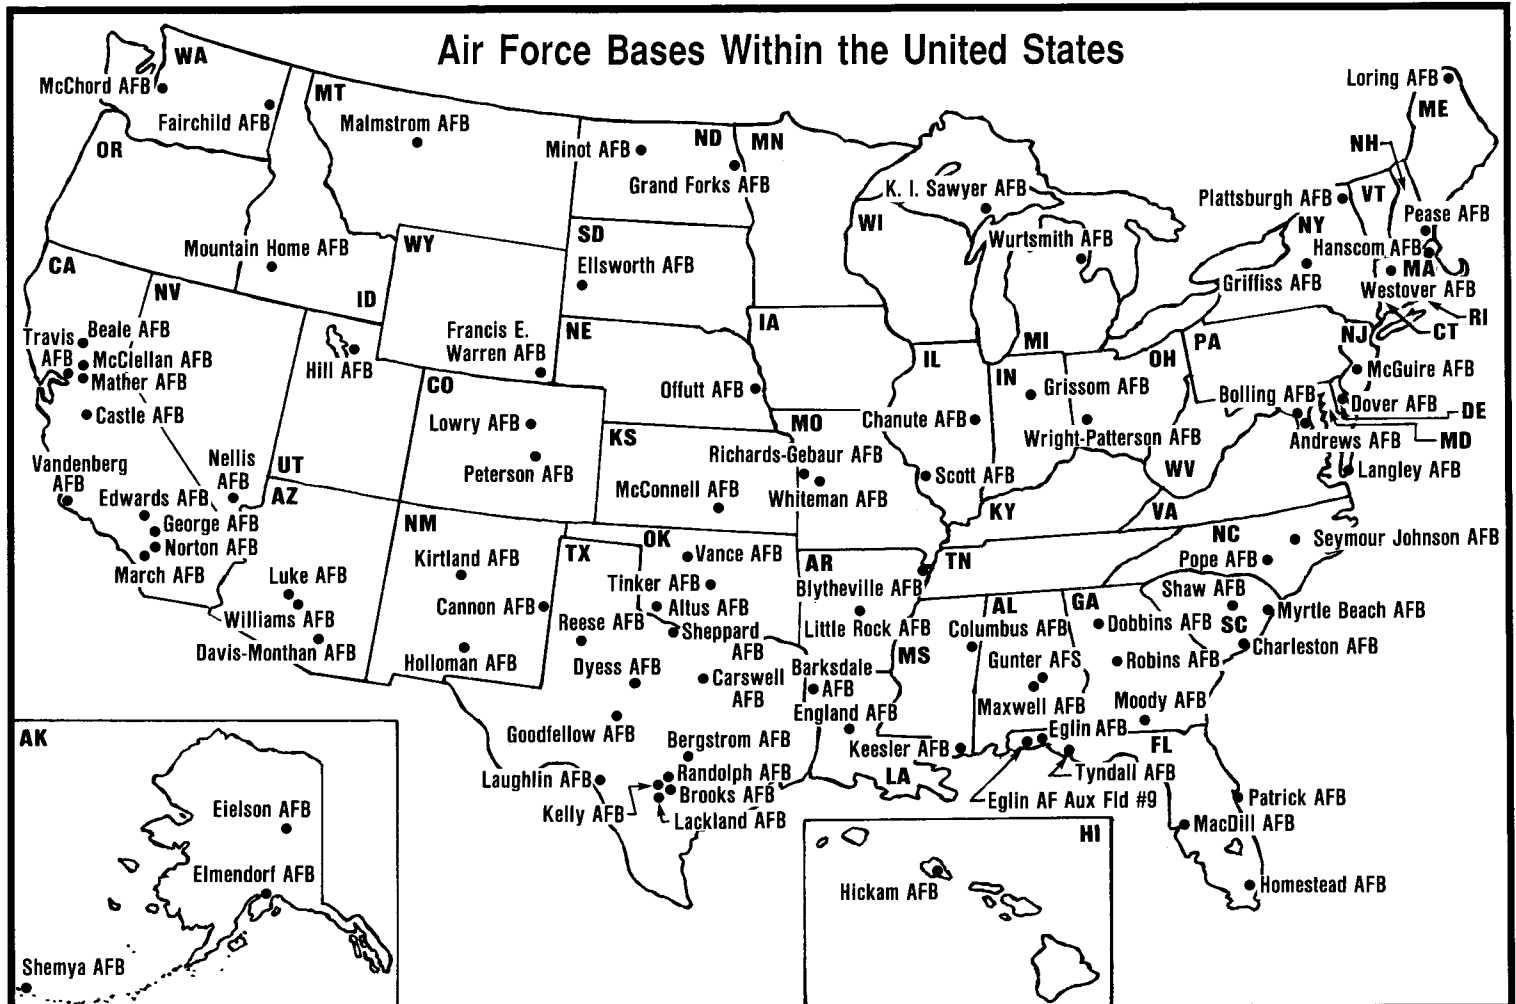 Air Force Bases Within the United States
WA
McChord AFB
Fairchild AFB
OR
MT
Malmstrom AFB
Mountain Home AFB
ID
ND
Minot AFB
Grand Forks AFB
MN
SD
Ellsworth AFB
WY
Francis E.
Warren AFB
NE
Offutt AFB
IA
WI
K. I. Sawyer AFB
Wurtsmith AFB
MI
Loring AFB
ME
NH
VT
Plattsburgh AFB
NY
Griffiss AFB
Pease AFB
Hanscom AFB
MA
Westover AFB
RI
CT
NJ
McGuire AFB
PA
Dover AFB
DE
MD
Bolling AFB
Andrews AFB
Langley AFB
CA
NV
Travis
AFB
Beale AFB
McClellan AFB
Mather AFB
Castle AFB
Vandenberg
AFB
Edwards AFB
George AFB
Norton AFB
March AFB
Nellis
AFB
UT
Hill AFB
AZ
Luke AFB
Williams AFB
Davis-Monthan AFB
CO
Lowry AFB
Peterson AFB
NM
Kirtland AFB
Cannon AFB
Holloman AFB
KS
McConnell AFB
MO
Richards-Gebaur AFB
Whiteman AFB
IL
Chanute AFB
Scott AFB
IN
Grissom AFB
OH
Wright-Patterson AFB
WV
KY
VA
TN
NC
Seymour Johnson AFB
Pope AFB
Shaw AFB
SC
Myrtle Beach AFB
Charleston AFB
OK
Vance AFB
Tinker AFB
Altus AFB
TX
Reese AFB
Sheppard
AFB
Dyess AFB
Carswell
AFB
Goodfellow AFB
Bergstrom AFB
Laughlin AFB
Randolph AFB
Brooks AFB
Kelly AFB
Lackland AFB
AR
Blytheville AFB
Little Rock AFB
Barksdale
AFB
England AFB
LA
MS
Columbus AFB
Keesler AFB
AL
Gunter AFS
Maxwell AFB
GA
Dobbins AFB
Robins AFB
Moody AFB
FL
Eglin AFB
Tyndall AFB
Eglin AF Aux Fld #9
Patrick AFB
MacDill AFB
Homestead AFB
AK
Eielson AFB
Elmendorf AFB
Shemya AFB
HI
Hickam AFB